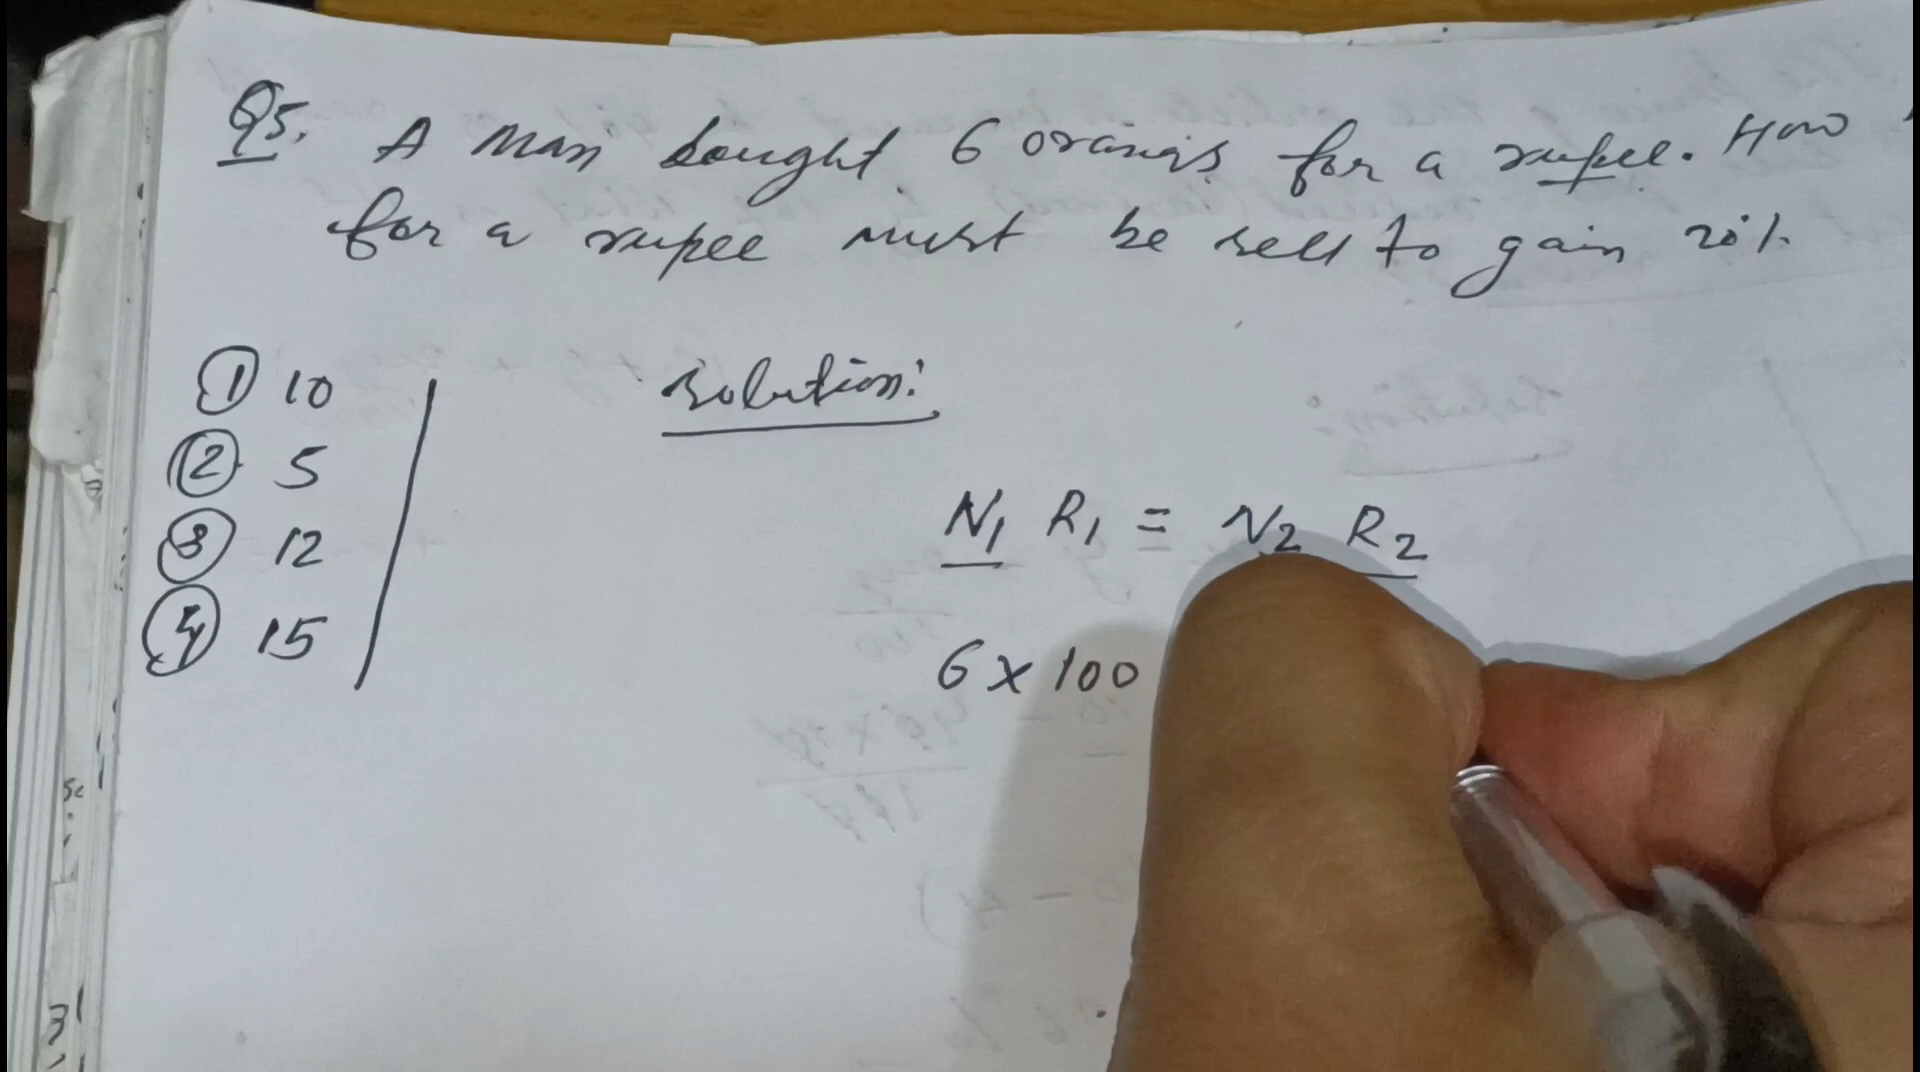 Q5. A man bought 6 oranges for a rupee. How
for a rupee must be sell to gain 20%.
① 10
② 5
③ 12
④ 15
Solution:
N1 R1 = N2 R2
6 x 100